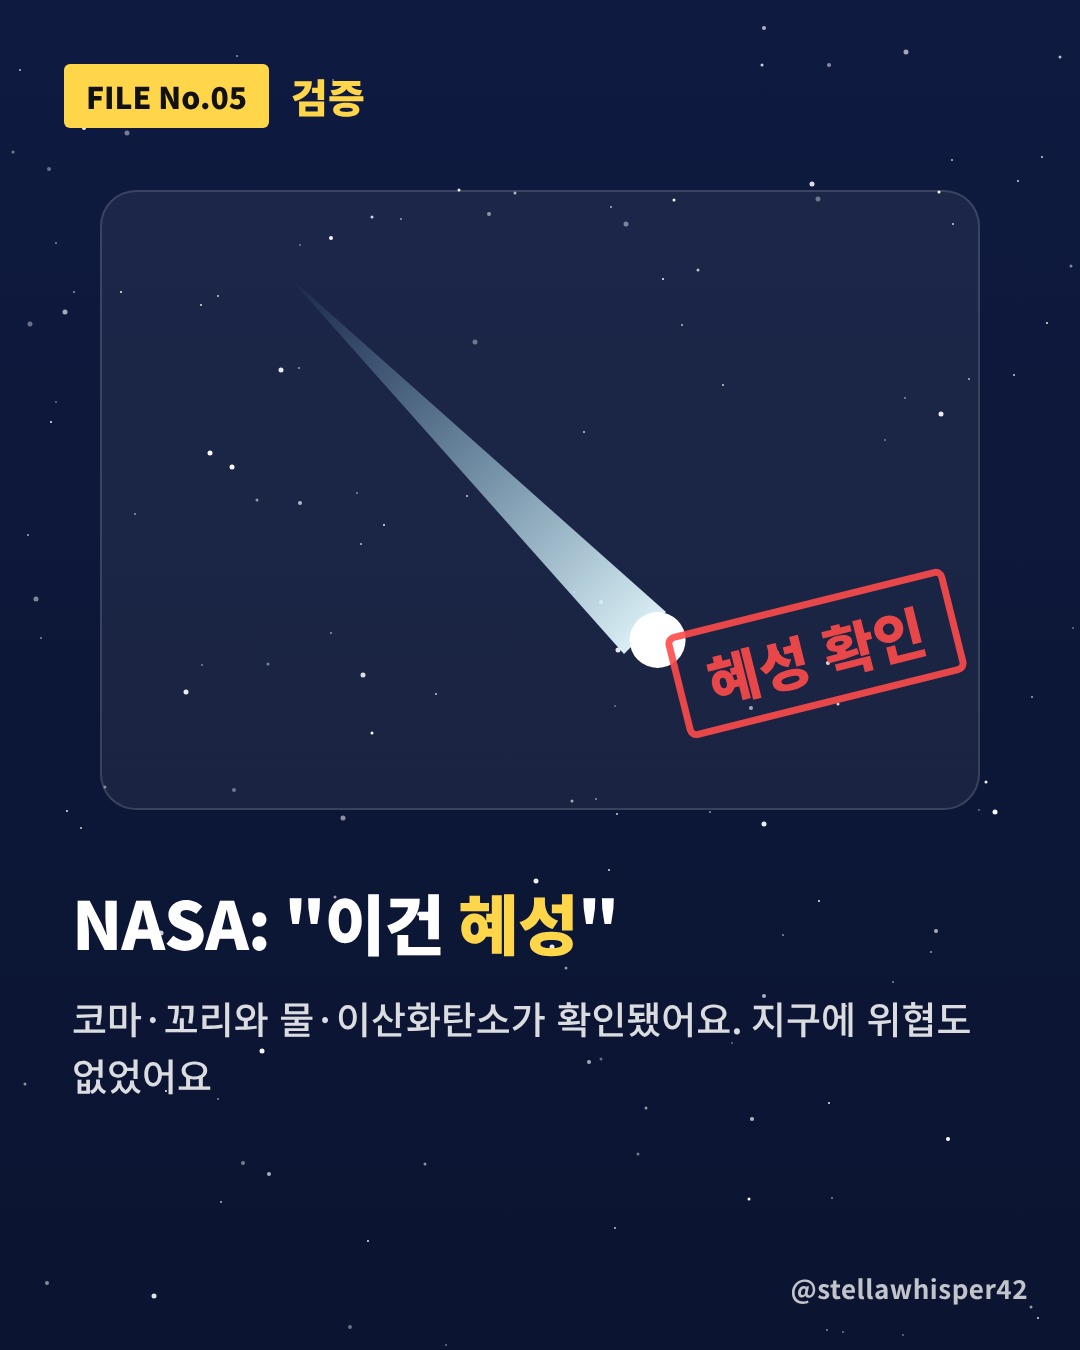 FILE No.05 검증
혜성 확인
NASA: "이건 혜성"
코마·꼬리와 물·이산화탄소가 확인됐어요. 지구에 위협도
없었어요
@stellawhisper42